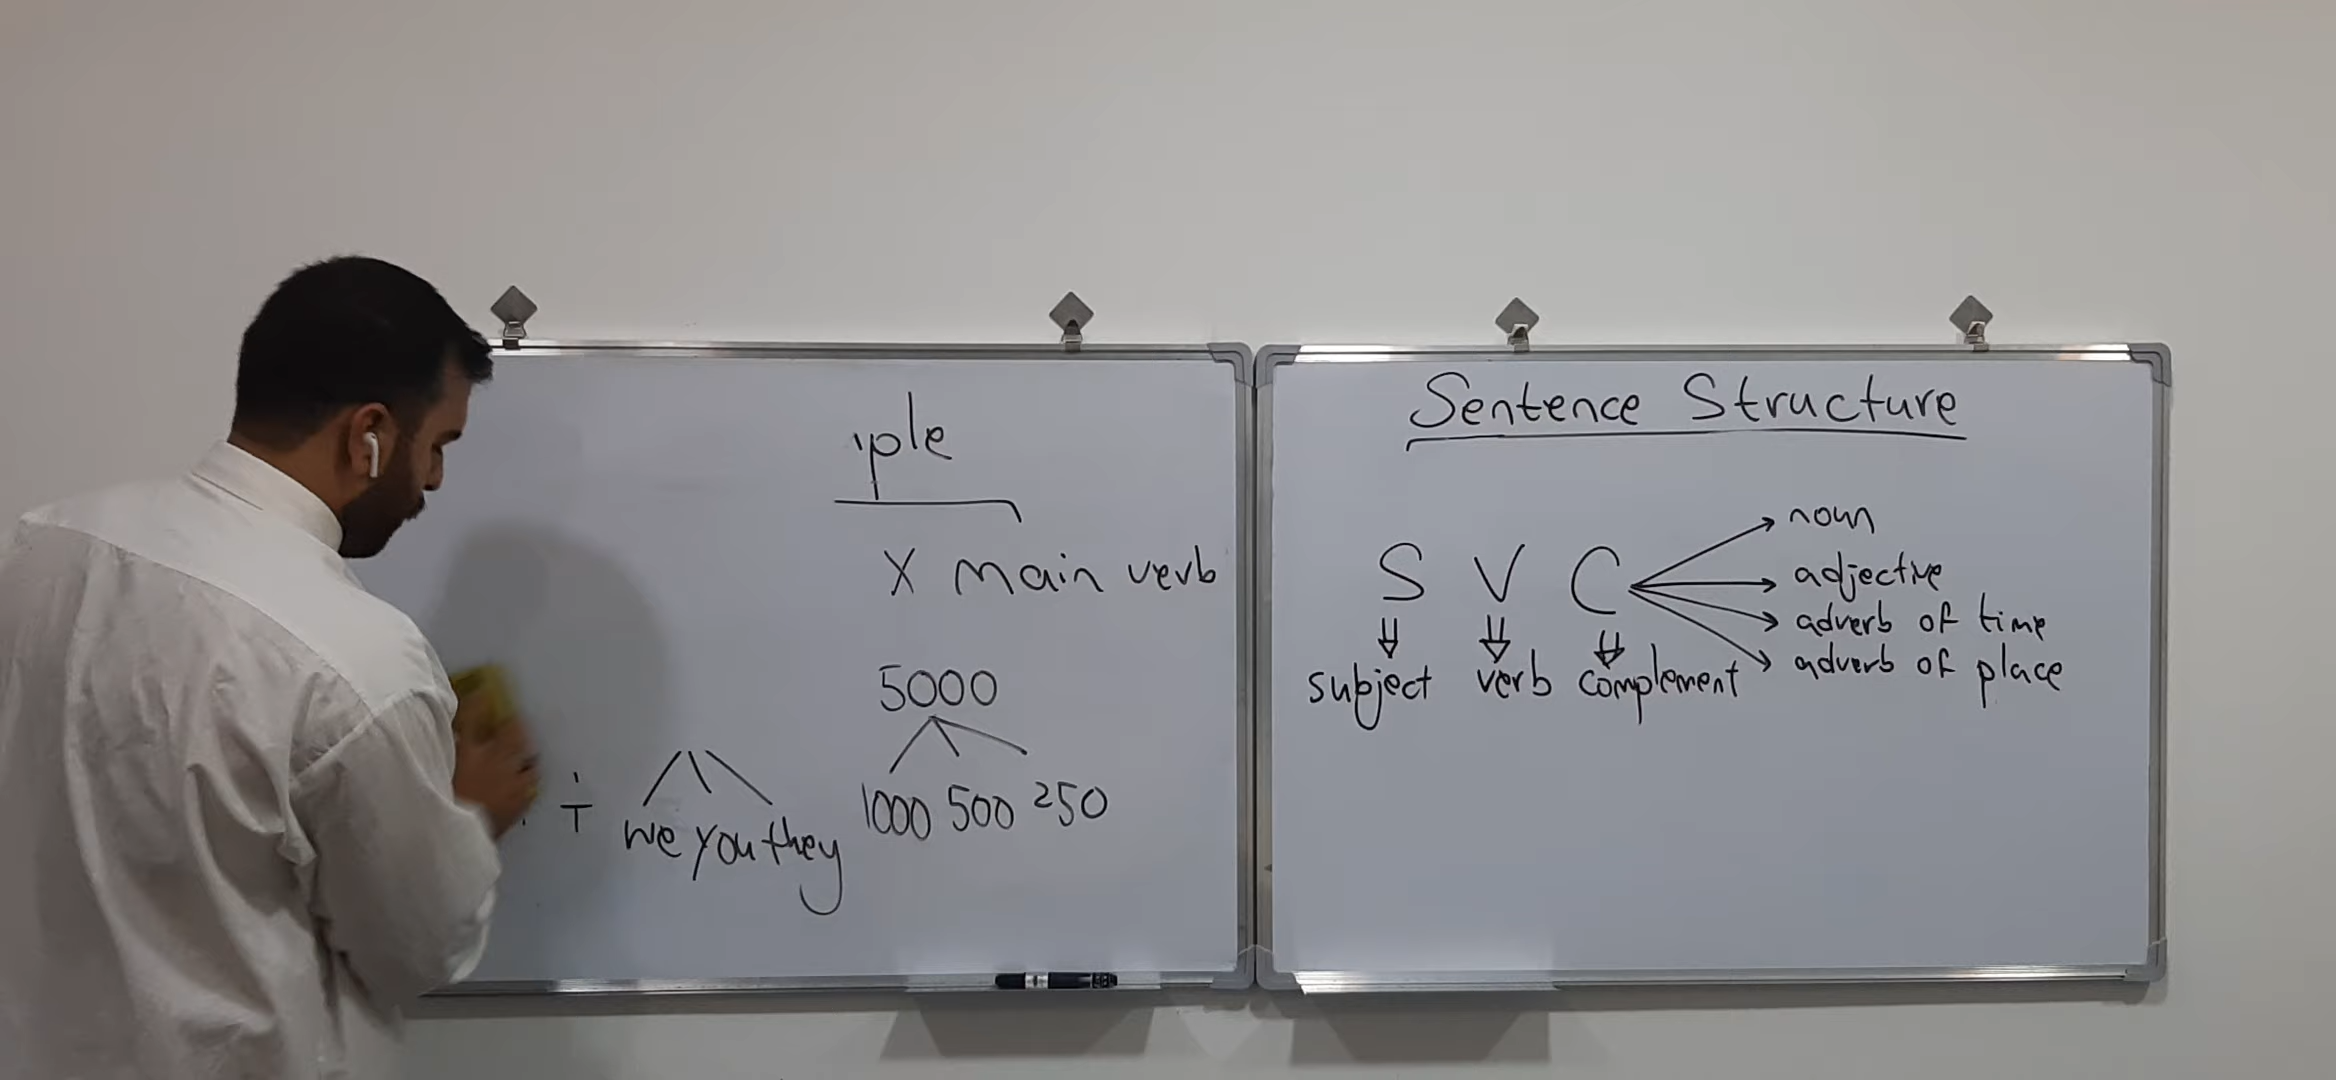 ple
X main verb
5000
1000 500 250
we you they
Sentence Structure
S V C
noun
adjective
adverb of time
adverb of place
subject verb complement